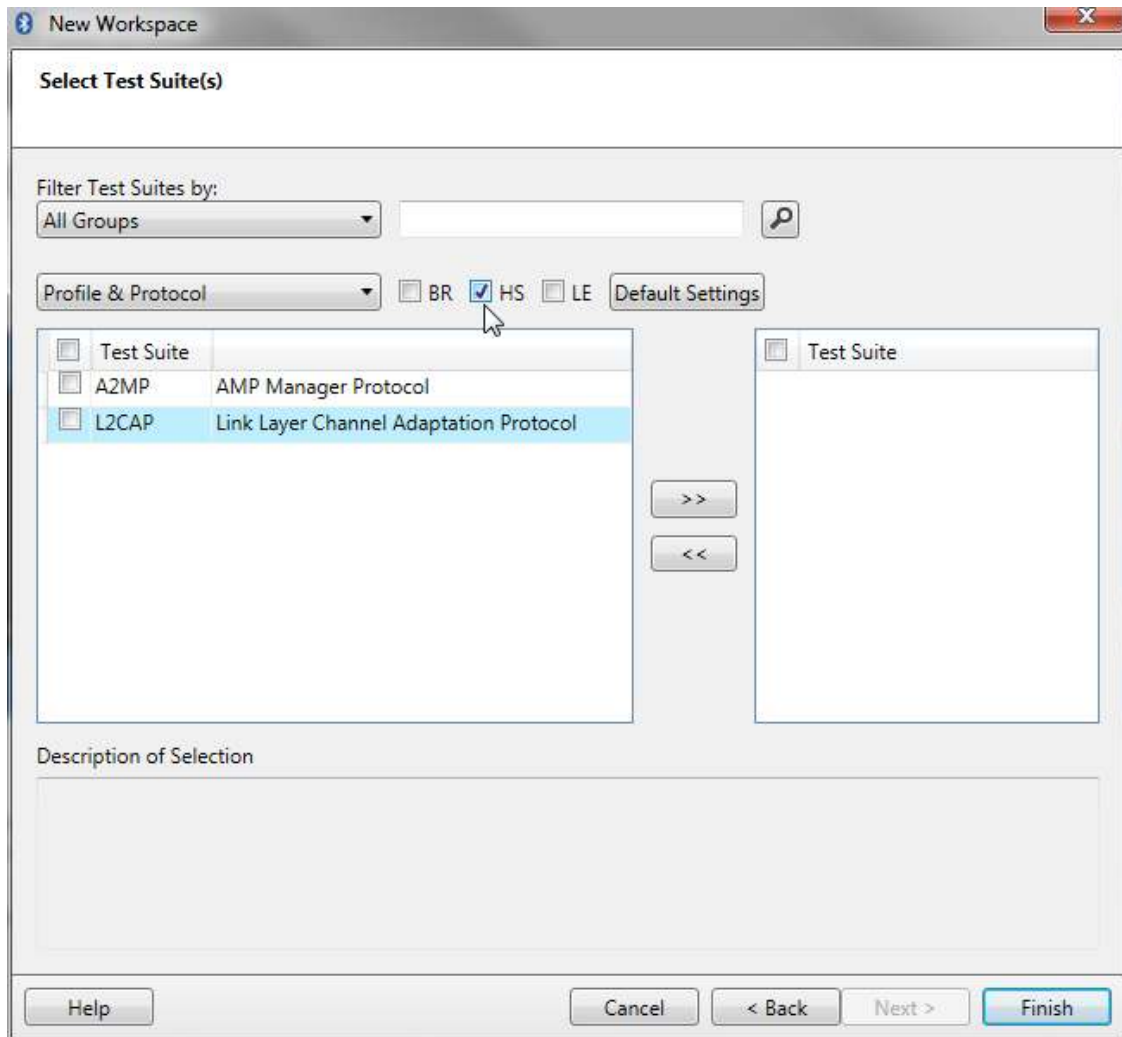 New Workspace
Select Test Suite(s)
Filter Test Suites by:
All Groups
Profile & Protocol BR HS LE Default Settings
Test Suite Test Suite
A2MP AMP Manager Protocol
L2CAP Link Layer Channel Adaptation Protocol
>>
<<
Description of Selection
Help Cancel < Back Next > Finish